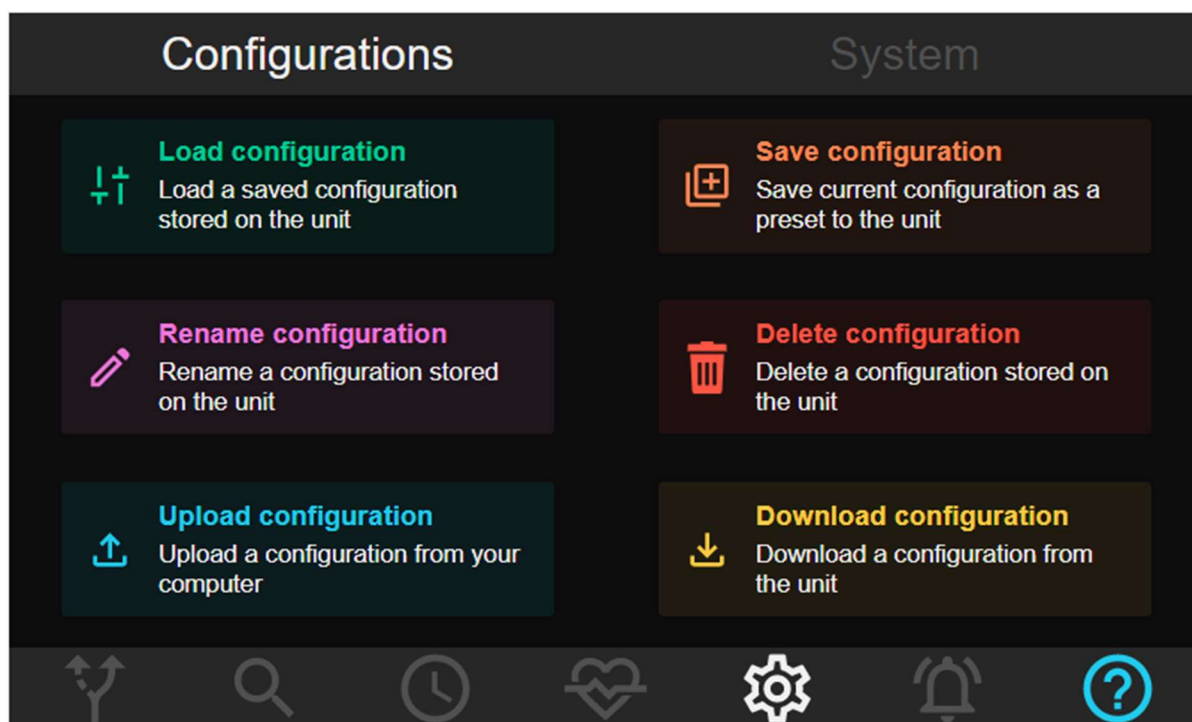 Configurations
System
Load configuration
Load a saved configuration
stored on the unit
Save configuration
Save current configuration as a
preset to the unit
Rename configuration
Rename a configuration stored
on the unit
Delete configuration
Delete a configuration stored on
the unit
Upload configuration
Upload a configuration from your
computer
Download configuration
Download a configuration from
the unit